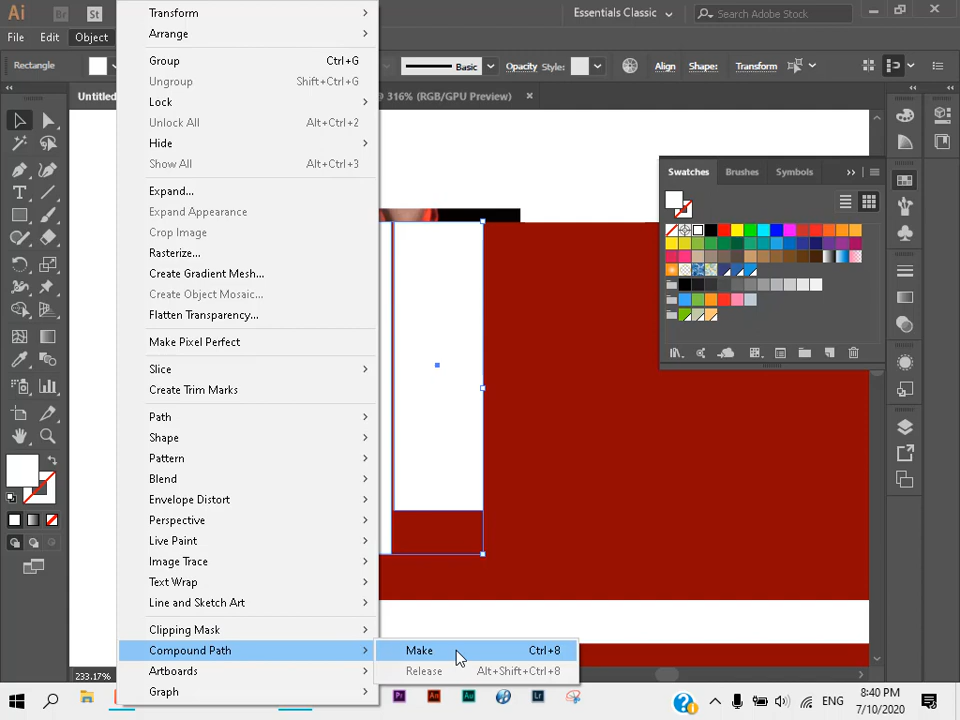 Ai Br St Essentials Classic Search Adobe Stock
File Edit Object
Rectangle Basic Opacity Style: Align Shape: Transform
Untitled @ 316% (RGB/GPU Preview)
Transform
Arrange
Group Ctrl+G
Ungroup Shift+Ctrl+G
Lock
Unlock All Alt+Ctrl+2
Hide
Show All Alt+Ctrl+3
Expand...
Expand Appearance
Crop Image
Rasterize...
Create Gradient Mesh...
Create Object Mosaic...
Flatten Transparency...
Make Pixel Perfect
Slice
Create Trim Marks
Path
Shape
Pattern
Blend
Envelope Distort
Perspective
Live Paint
Image Trace
Text Wrap
Line and Sketch Art
Clipping Mask
Compound Path
Artboards
Graph
Make Ctrl+8
Release Alt+Shift+Ctrl+8
Swatches Brushes Symbols
233.17%
Pr An Au Lr
ENG
8:40 PM
7/10/2020